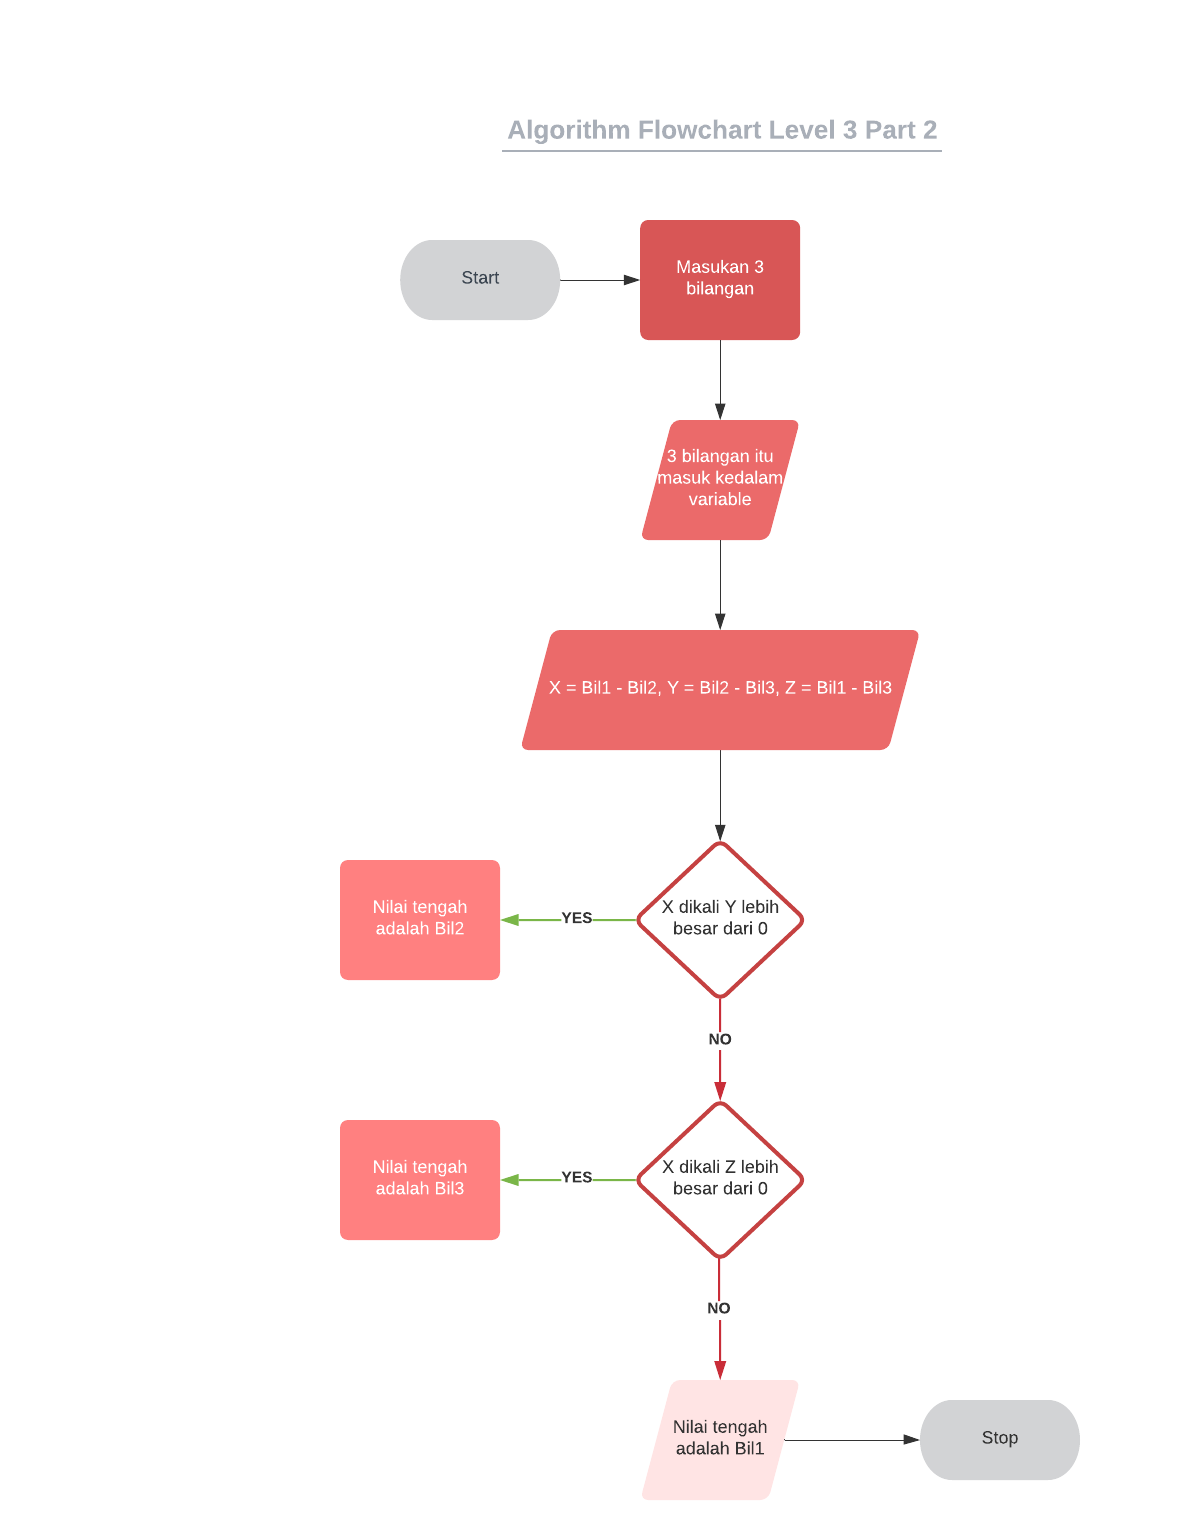 Algorithm Flowchart Level 3 Part 2
Start
Masukan 3
bilangan
3 bilangan itu
masuk kedalam
variable
X = Bil1 - Bil2, Y = Bil2 - Bil3, Z = Bil1 - Bil3
X dikali Y lebih
besar dari 0
YES
Nilai tengah
adalah Bil2
NO
X dikali Z lebih
besar dari 0
YES
Nilai tengah
adalah Bil3
NO
Nilai tengah
adalah Bil1
Stop